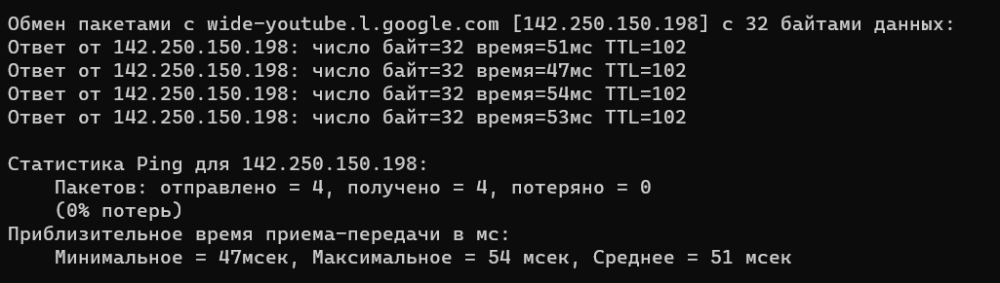 Обмен пакетами с wide-youtube.l.google.com [142.250.150.198] с 32 байтами данных:
Ответ от 142.250.150.198: число байт=32 время=51мс TTL=102
Ответ от 142.250.150.198: число байт=32 время=47мс TTL=102
Ответ от 142.250.150.198: число байт=32 время=54мс TTL=102
Ответ от 142.250.150.198: число байт=32 время=53мс TTL=102

Статистика Ping для 142.250.150.198:
    Пакетов: отправлено = 4, получено = 4, потеряно = 0
    (0% потерь)
Приблизительное время приема-передачи в мс:
    Минимальное = 47мсек, Максимальное = 54 мсек, Среднее = 51 мсек